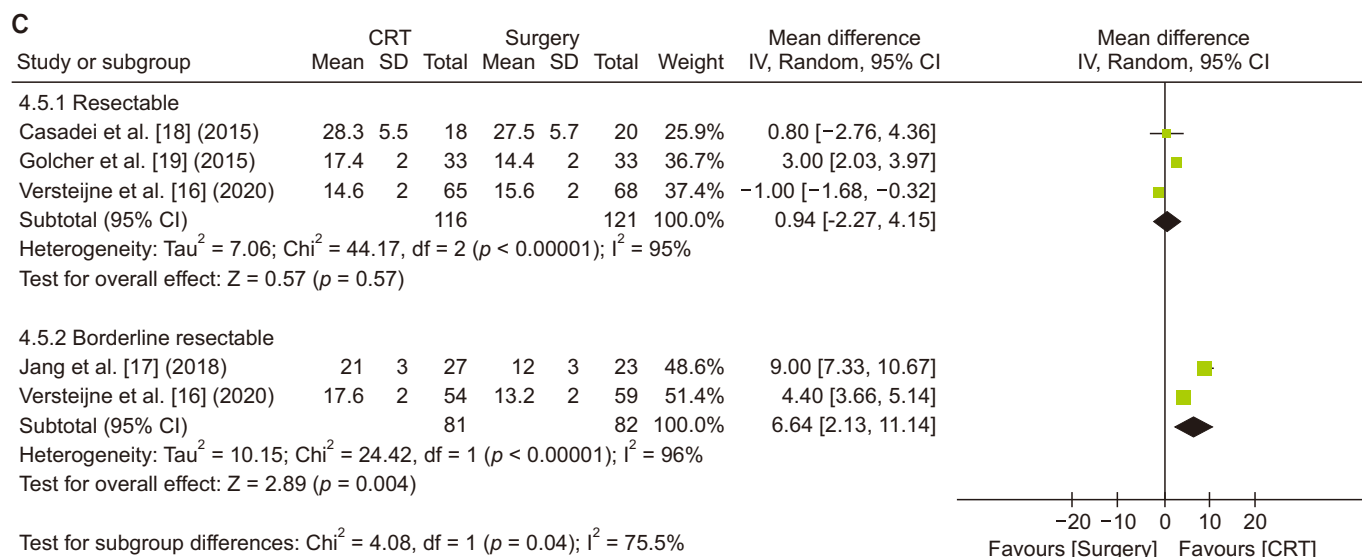 C
CRT Surgery Mean difference Mean difference
Study or subgroup Mean SD Total Mean SD Total Weight IV, Random, 95% CI IV, Random, 95% CI
4.5.1 Resectable
Casadei et al. [18] (2015) 28.3 5.5 18 27.5 5.7 20 25.9% 0.80 [−2.76, 4.36]
Golcher et al. [19] (2015) 17.4 2 33 14.4 2 33 36.7% 3.00 [2.03, 3.97]
Versteijne et al. [16] (2020) 14.6 2 65 15.6 2 68 37.4% −1.00 [−1.68, −0.32]
Subtotal (95% CI) 116 121 100.0% 0.94 [-2.27, 4.15]
Heterogeneity: Tau² = 7.06; Chi² = 44.17, df = 2 (p < 0.00001); I² = 95%
Test for overall effect: Z = 0.57 (p = 0.57)
4.5.2 Borderline resectable
Jang et al. [17] (2018) 21 3 27 12 3 23 48.6% 9.00 [7.33, 10.67]
Versteijne et al. [16] (2020) 17.6 2 54 13.2 2 59 51.4% 4.40 [3.66, 5.14]
Subtotal (95% CI) 81 82 100.0% 6.64 [2.13, 11.14]
Heterogeneity: Tau² = 10.15; Chi² = 24.42, df = 1 (p < 0.00001); I² = 96%
Test for overall effect: Z = 2.89 (p = 0.004)
−20 −10 0 10 20
Test for subgroup differences: Chi² = 4.08, df = 1 (p = 0.04); I² = 75.5%
Favours [Surgery] Favours [CRT]